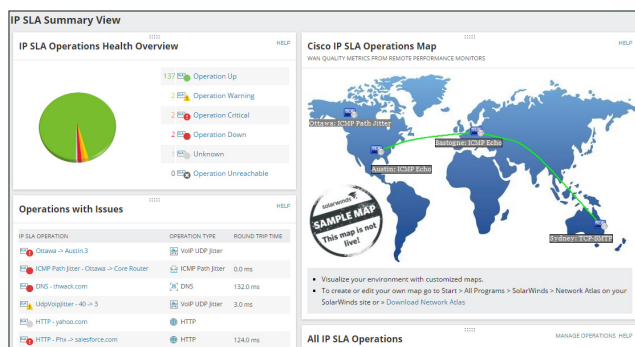 IP SLA Summary View
IP SLA Operations Health Overview
HELP
137 Operation Up
2 Operation Warning
2 Operation Critical
2 Operation Down
1 Unknown
0 Operation Unreachable
Operations with Issues
HELP
IP SLA OPERATION OPERATION TYPE ROUND TRIP TIME
Ottawa -> Austin.3 VoIP UDP Jitter
ICMP Path Jitter - Ottawa -> Core Router ICMP Path Jitter 0.0 ms
DNS - thwack.com DNS 132.0 ms
UdpVoipJitter - 40 -> 3 VoIP UDP Jitter 3.0 ms
HTTP - yahoo.com HTTP
HTTP - Phx -> salesforce.com HTTP 124.0 ms
Cisco IP SLA Operations Map
HELP
WAN QUALITY METRICS FROM REMOTE PERFORMANCE MONITORS
Ottawa: ICMP Path Jitter
Bastogne: ICMP Echo
Austin: ICMP Echo
Sydney: TCP-SMTP
solarwinds
SAMPLE MAP
This map is not
live!
Visualize your environment with customized maps.
To create or edit your own map go to Start > All Programs > SolarWinds > Network Atlas on your
SolarWinds site or » Download Network Atlas
All IP SLA Operations
MANAGE OPERATIONS HELP